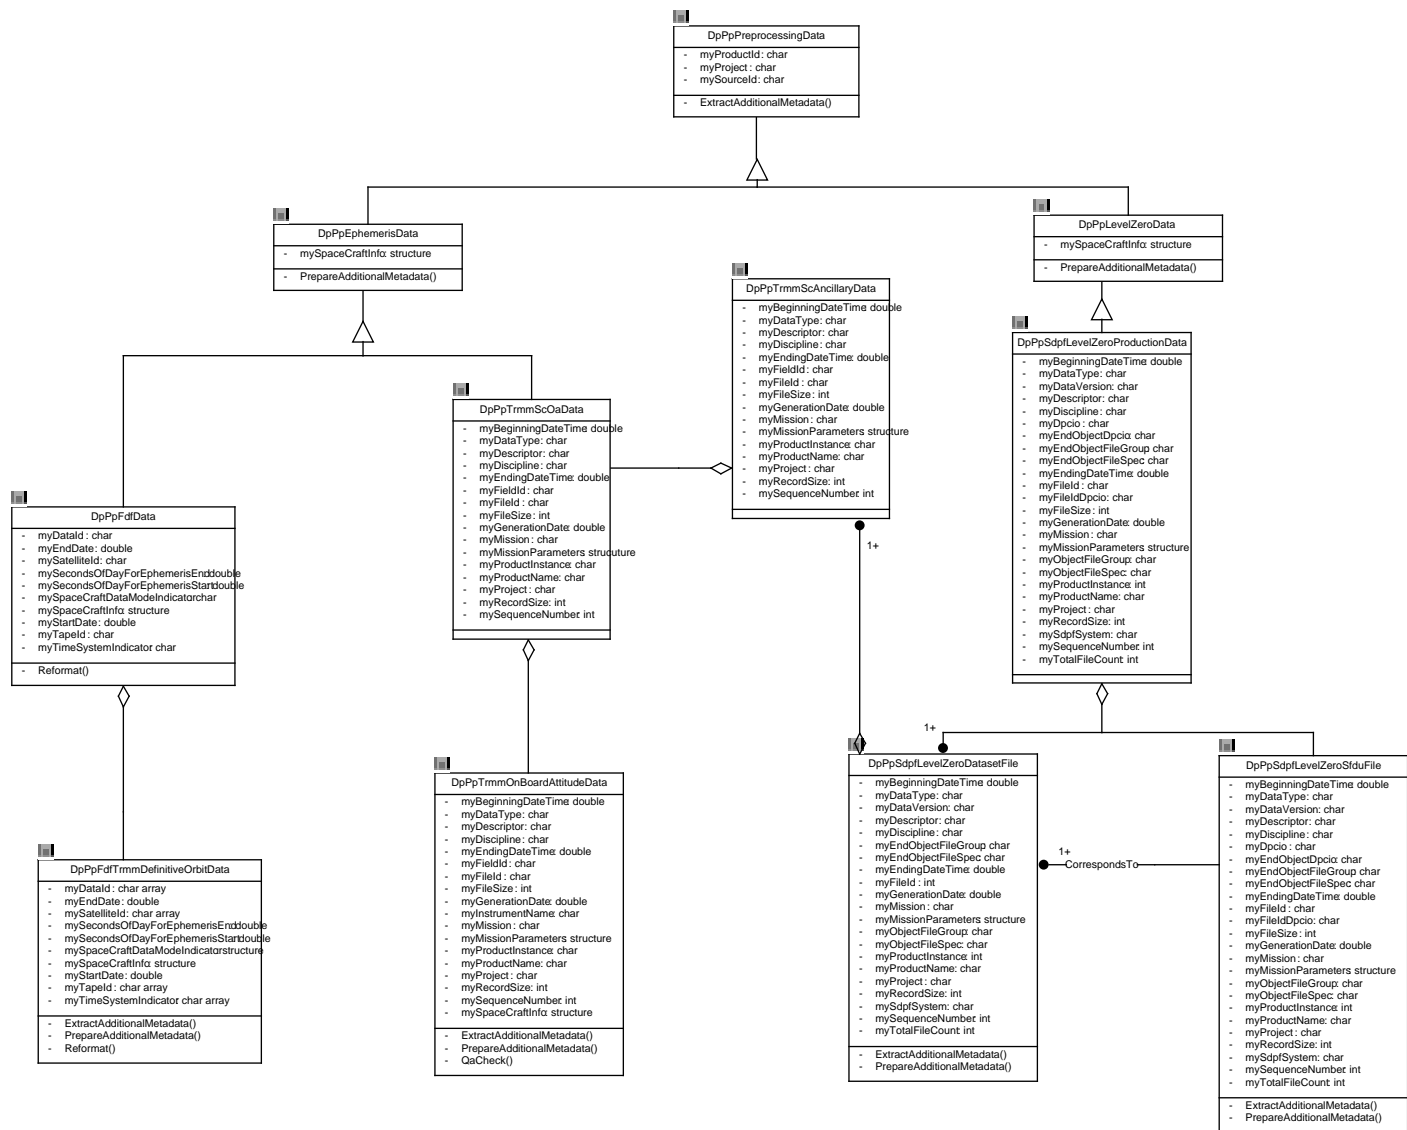 DpPpPreprocessingData
- myProductId : char
- myProject : char
- mySourceId : char
- ExtractAdditionalMetadata()
DpPpEphemerisData
- mySpaceCraftInfo: structure
- PrepareAdditionalMetadata()
DpPpLevelZeroData
- mySpaceCraftInfo: structure
- PrepareAdditionalMetadata()
DpPpTrmmScAncillaryData
- myBeginningDateTime: double
- myDataType : char
- myDescriptor : char
- myDiscipline : char
- myEndingDateTime: double
- myFieldId : char
- myFileId : char
- myFileSize : int
- myGenerationDate: double
- myMission : char
- myMissionParameters: structure
- myProductInstance : char
- myProductName : char
- myProject : char
- myRecordSize : int
- mySequenceNumber: int
1+
DpPpSdpfLevelZeroProductionData
- myBeginningDateTime: double
- myDataType : char
- myDataVersion : char
- myDescriptor : char
- myDiscipline : char
- myDpcio : char
- myEndObjectDpcio: char
- myEndObjectFileGroup: char
- myEndObjectFileSpec: char
- myEndingDateTime: double
- myFileId : char
- myFileIdDpcio : char
- myFileSize : int
- myGenerationDate: double
- myMission : char
- myMissionParameters: structure
- myObjectFileGroup : char
- myObjectFileSpec : char
- myProductInstance : int
- myProductName : char
- myProject : char
- myRecordSize : int
- mySdpfSystem : char
- mySequenceNumber: int
- myTotalFileCount : int
DpPpTrmmScOaData
- myBeginningDateTime: double
- myDataType : char
- myDescriptor : char
- myDiscipline : char
- myEndingDateTime: double
- myFieldId : char
- myFileId : char
- myFileSize : int
- myGenerationDate: double
- myMission : char
- myMissionParameters: strucuture
- myProductInstance : char
- myProductName : char
- myProject : char
- myRecordSize : int
- mySequenceNumber: int
DpPpFdfData
- myDataId : char
- myEndDate : double
- mySatelliteId : char
- mySecondsOfDayForEphemerisEnd: double
- mySecondsOfDayForEphemerisStart: double
- mySpaceCraftDataModeIndicator: char
- mySpaceCraftInfo: structure
- myStartDate : double
- myTapeId : char
- myTimeSystemIndicator: char
- Reformat()
DpPpFdfTrmmDefinitiveOrbitData
- myDataId : char array
- myEndDate : double
- mySatelliteId : char array
- mySecondsOfDayForEphemerisEnd: double
- mySecondsOfDayForEphemerisStart: double
- mySpaceCraftDataModeIndicator: structure
- mySpaceCraftInfo: structure
- myStartDate : double
- myTapeId : char array
- myTimeSystemIndicator: char array
- ExtractAdditionalMetadata()
- PrepareAdditionalMetadata()
- Reformat()
DpPpTrmmOnBoardAttitudeData
- myBeginningDateTime: double
- myDataType : char
- myDescriptor : char
- myDiscipline : char
- myEndingDateTime: double
- myFieldId : char
- myFileId : char
- myFileSize : int
- myGenerationDate: double
- myInstrumentName: char
- myMission : char
- myMissionParameters: structure
- myProductInstance : char
- myProductName : char
- myProject : char
- myRecordSize : int
- mySequenceNumber: int
- mySpaceCraftInfo: structure
- ExtractAdditionalMetadata()
- PrepareAdditionalMetadata()
- QaCheck()
1+
DpPpSdpfLevelZeroDatasetFile
- myBeginningDateTime: double
- myDataType : char
- myDataVersion : char
- myDescriptor : char
- myDiscipline : char
- myEndObjectFileGroup: char
- myEndObjectFileSpec: char
- myEndingDateTime: double
- myFileId : int
- myGenerationDate: double
- myMission : char
- myMissionParameters: structure
- myObjectFileGroup : char
- myObjectFileSpec : char
- myProductInstance : int
- myProductName : char
- myProject : char
- myRecordSize : int
- mySdpfSystem : char
- mySequenceNumber: int
- myTotalFileCount : int
- ExtractAdditionalMetadata()
- PrepareAdditionalMetadata()
1+
CorrespondsTo
DpPpSdpfLevelZeroSfduFile
- myBeginningDateTime: double
- myDataType : char
- myDataVersion : char
- myDescriptor : char
- myDiscipline : char
- myDpcio : char
- myEndObjectDpcio: char
- myEndObjectFileGroup: char
- myEndObjectFileSpec: char
- myEndingDateTime: double
- myFileId : char
- myFileIdDpcio : char
- myFileSize : int
- myGenerationDate: double
- myMission : char
- myMissionParameters: structure
- myObjectFileGroup : char
- myObjectFileSpec : char
- myProductInstance : int
- myProductName : char
- myProject : char
- myRecordSize : int
- mySdpfSystem : char
- mySequenceNumber: int
- myTotalFileCount: int
- ExtractAdditionalMetadata()
- PrepareAdditionalMetadata()